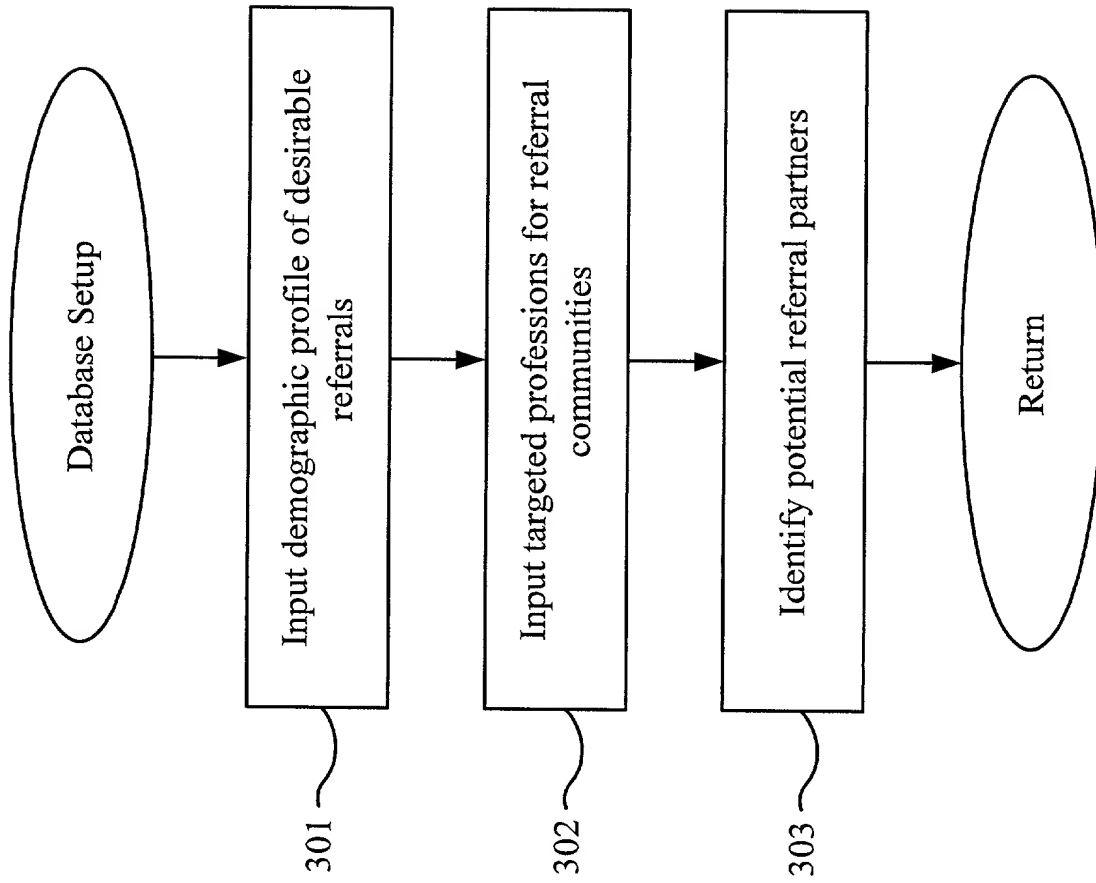 Database Setup
301
Input demographic profile of desirable
referrals
302
Input targeted professions for referral
communities
303
Identify potential referral partners
Return